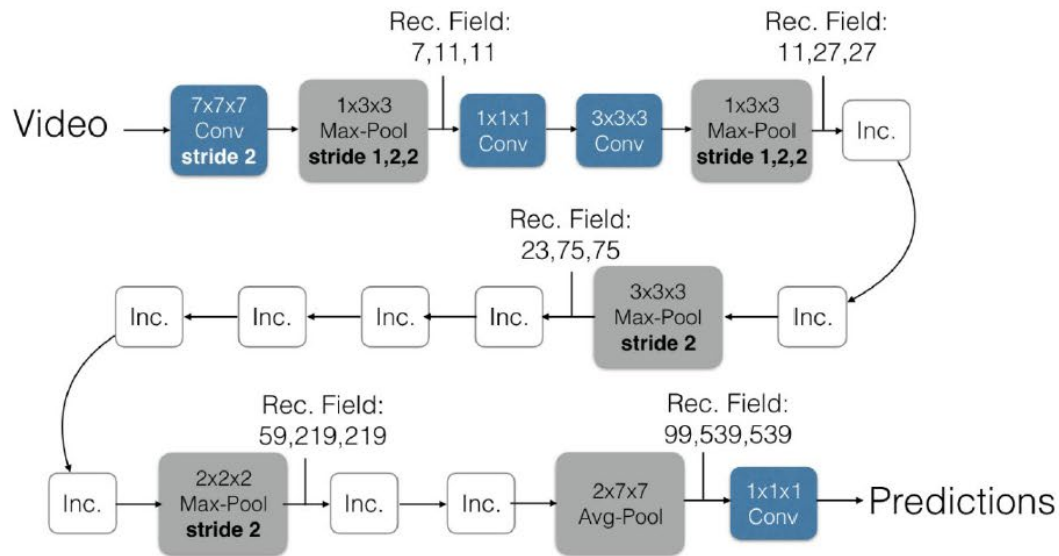 Rec. Field:
7,11,11
Rec. Field:
11,27,27
Video
7x7x7
Conv
stride 2
1x3x3
Max-Pool
stride 1,2,2
1x1x1
Conv
3x3x3
Conv
1x3x3
Max-Pool
stride 1,2,2
Inc.
Rec. Field:
23,75,75
Inc.
Inc.
Inc.
Inc.
3x3x3
Max-Pool
stride 2
Inc.
Rec. Field:
59,219,219
Rec. Field:
99,539,539
Inc.
2x2x2
Max-Pool
stride 2
Inc.
Inc.
2x7x7
Avg-Pool
1x1x1
Conv
Predictions